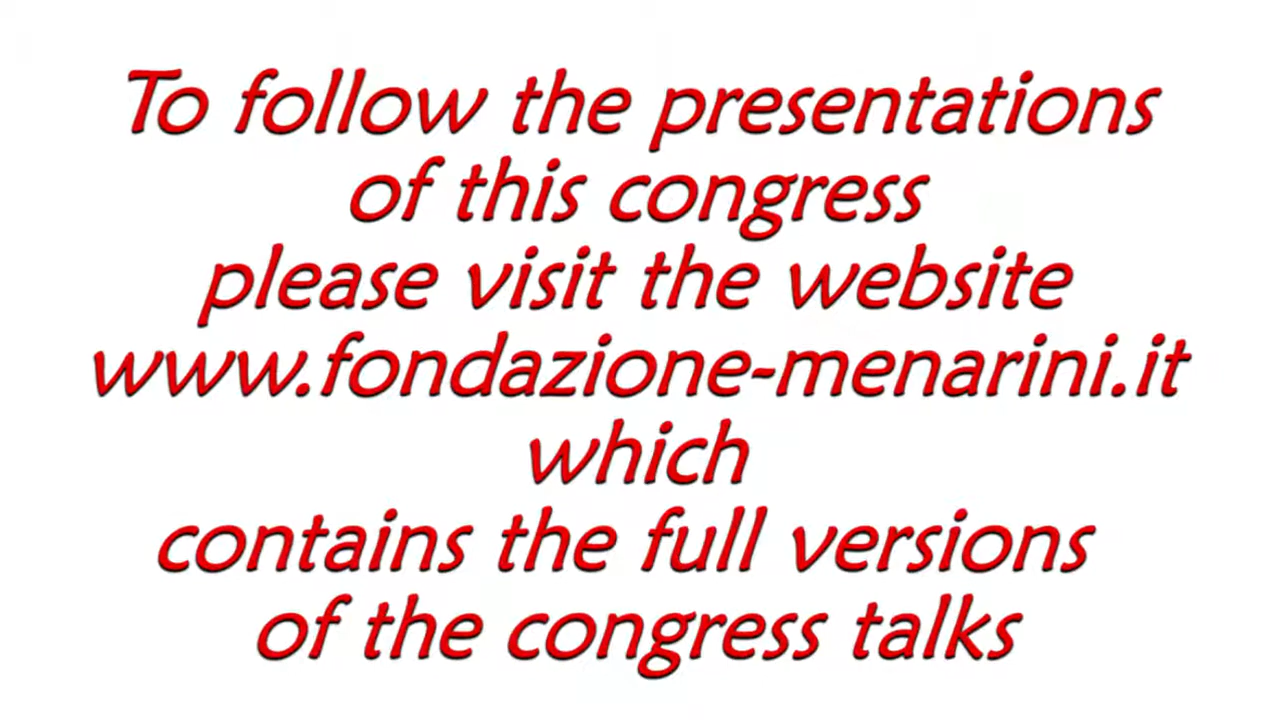 To follow the presentations
of this congress
please visit the website
www.fondazione-menarini.it
which
contains the full versions
of the congress talks